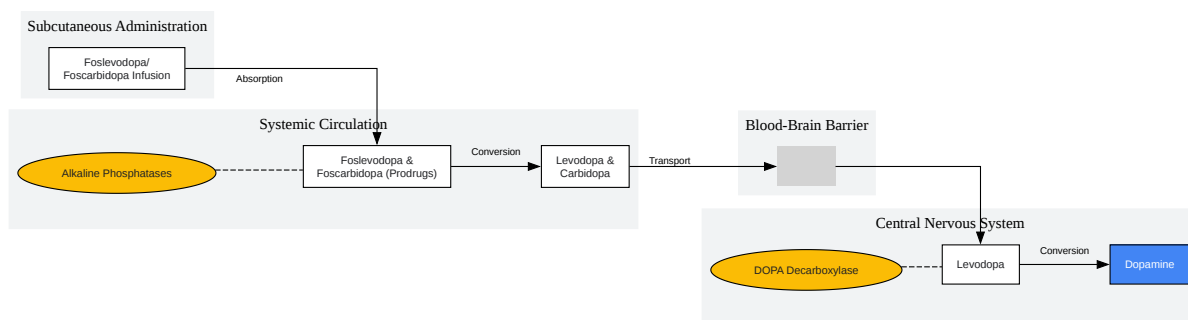 Subcutaneous Administration
Foslevodopa/
Foscarbidopa Infusion
Absorption
Systemic Circulation
Alkaline Phosphatases
Foslevodopa &
Foscarbidopa (Prodrugs)
Conversion
Levodopa &
Carbidopa
Transport
Blood-Brain Barrier
Central Nervous System
DOPA Decarboxylase
Levodopa
Conversion
Dopamine